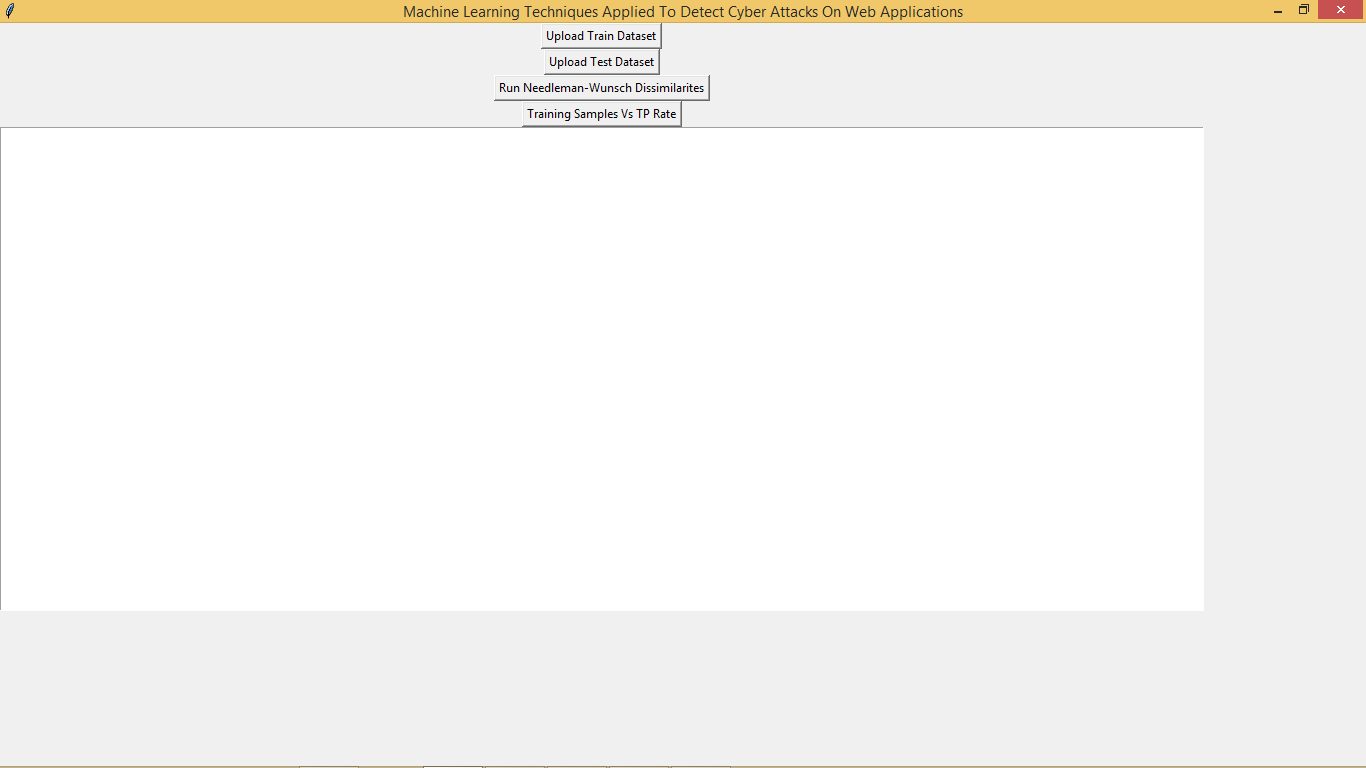 Machine Learning Techniques Applied To Detect Cyber Attacks On Web Applications
Upload Train Dataset
Upload Test Dataset
Run Needleman-Wunsch Dissimilarites
Training Samples Vs TP Rate